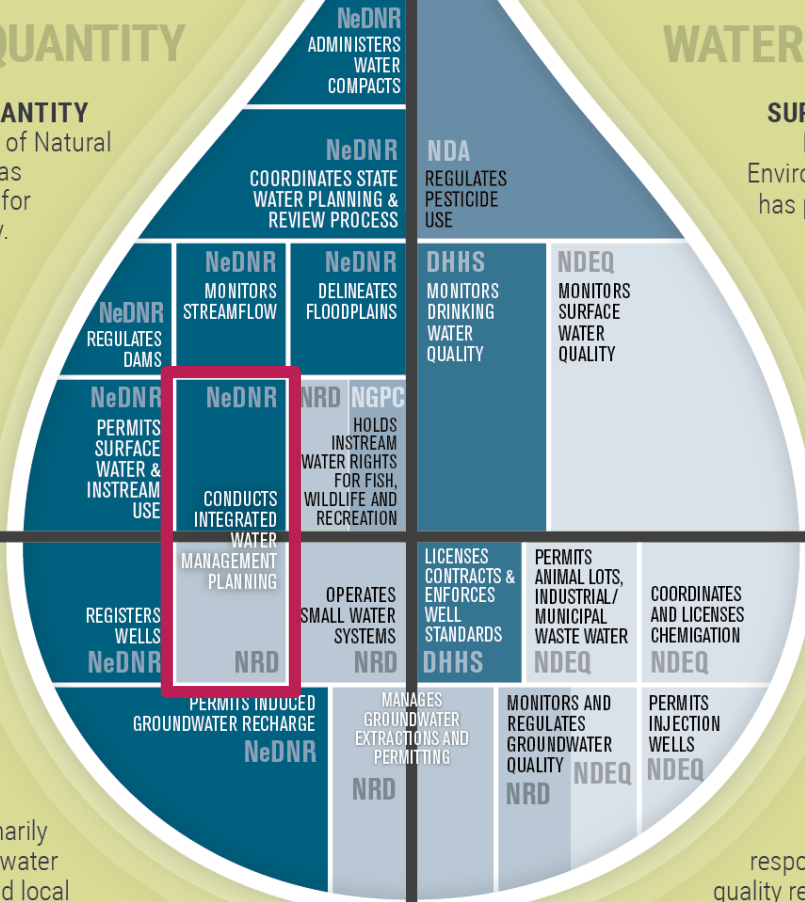 QUANTITY
ANTITY
of Natural
as
for
y.
WATER
SUR
Enviro
has p
NeDNR
ADMINISTERS
WATER
COMPACTS
NeDNR
COORDINATES STATE
WATER PLANNING &
REVIEW PROCESS
NDA
REGULATES
PESTICIDE
USE
NeDNR
REGULATES
DAMS
NeDNR
MONITORS
STREAMFLOW
NeDNR
DELINEATES
FLOODPLAINS
DHHS
MONITORS
DRINKING
WATER
QUALITY
NDEQ
MONITORS
SURFACE
WATER
QUALITY
NeDNR
PERMITS
SURFACE
WATER &
INSTREAM
USE
NeDNR
CONDUCTS
INTEGRATED
WATER
MANAGEMENT
PLANNING
NRD
NRD NGPC
HOLDS
INSTREAM
WATER RIGHTS
FOR FISH,
WILDLIFE AND
RECREATION
REGISTERS
WELLS
NeDNR
OPERATES
SMALL WATER
SYSTEMS
NRD
LICENSES
CONTRACTS &
ENFORCES
WELL
STANDARDS
DHHS
PERMITS
ANIMAL LOTS,
INDUSTRIAL/
MUNICIPAL
WASTE WATER
NDEQ
COORDINATES
AND LICENSES
CHEMIGATION
NDEQ
PERMITS INDUCED
GROUNDWATER RECHARGE
NeDNR
MANAGES
GROUNDWATER
EXTRACTIONS AND
PERMITTING
NRD
MONITORS AND
REGULATES
GROUNDWATER
QUALITY
NRD
NDEQ
PERMITS
INJECTION
WELLS
NDEQ
arily
water
d local
respo
quality re